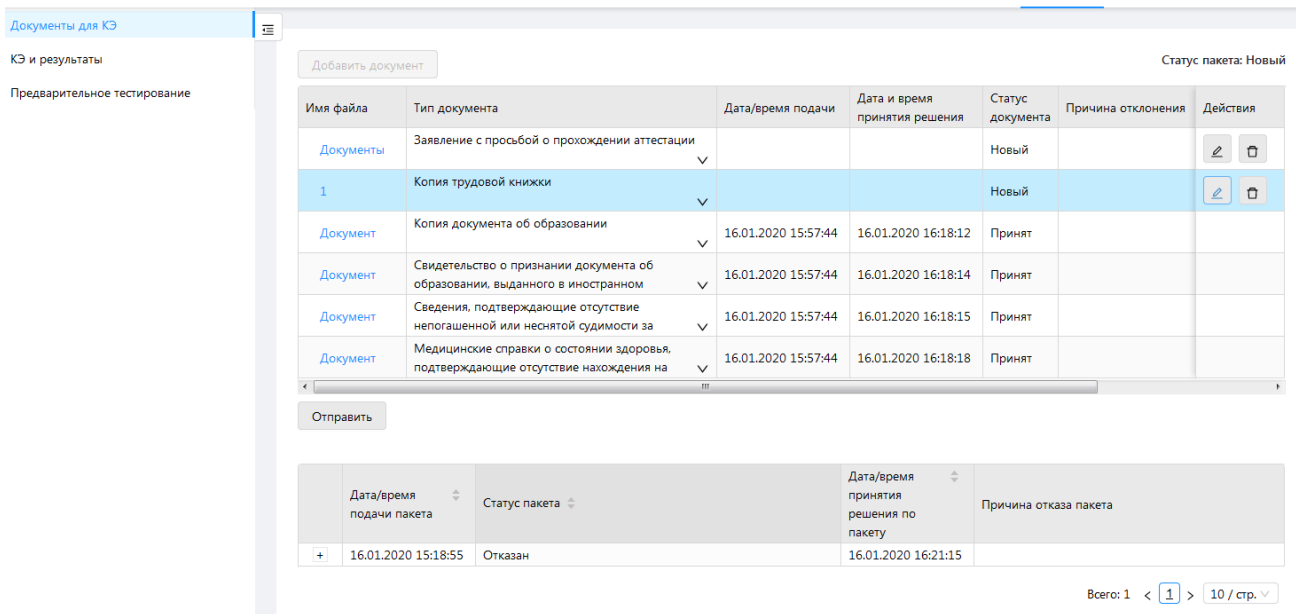 Документы для КЭ
КЭ и результаты
Предварительное тестирование
Добавить документ
Статус пакета: Новый
Имя файла
Тип документа
Дата/время подачи
Дата и время
принятия решения
Статус
документа
Причина отклонения
Действия
Документы
Заявление с просьбой о прохождении аттестации
Новый
1
Копия трудовой книжки
Новый
Документ
Копия документа об образовании
16.01.2020 15:57:44
16.01.2020 16:18:12
Принят
Документ
Свидетельство о признании документа об
образовании, выданного в иностранном
16.01.2020 15:57:44
16.01.2020 16:18:14
Принят
Документ
Сведения, подтверждающие отсутствие
непогашенной или неснятой судимости за
16.01.2020 15:57:44
16.01.2020 16:18:15
Принят
Документ
Медицинские справки о состоянии здоровья,
подтверждающие отсутствие нахождения на
16.01.2020 15:57:44
16.01.2020 16:18:18
Принят
Отправить
Дата/время
подачи пакета
Статус пакета
Дата/время
принятия
решения по
пакету
Причина отказа пакета
+
16.01.2020 15:18:55
Отказан
16.01.2020 16:21:15
Всего: 1 < 1 > 10 / стр.